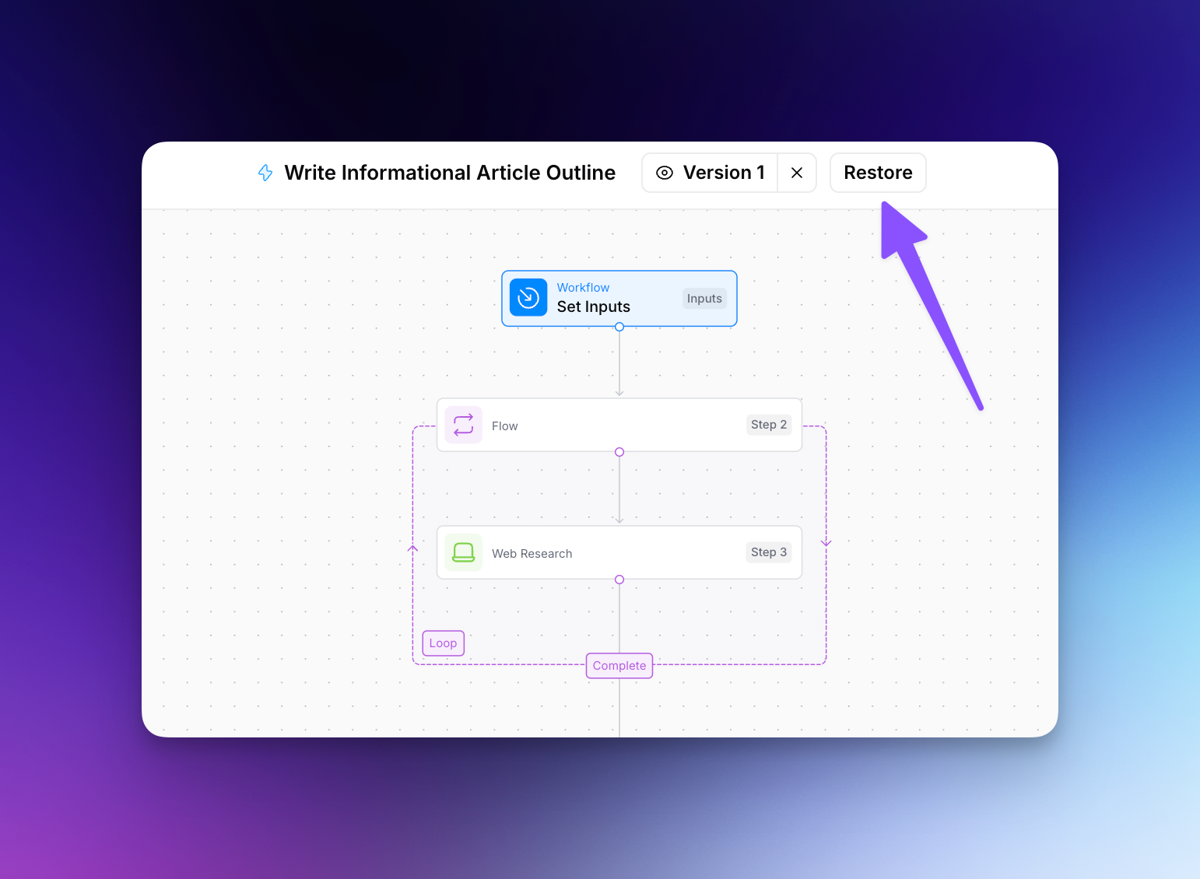 Write Informational Article Outline
Version 1
Restore
Workflow
Set Inputs
Inputs
Flow
Step 2
Web Research
Step 3
Loop
Complete